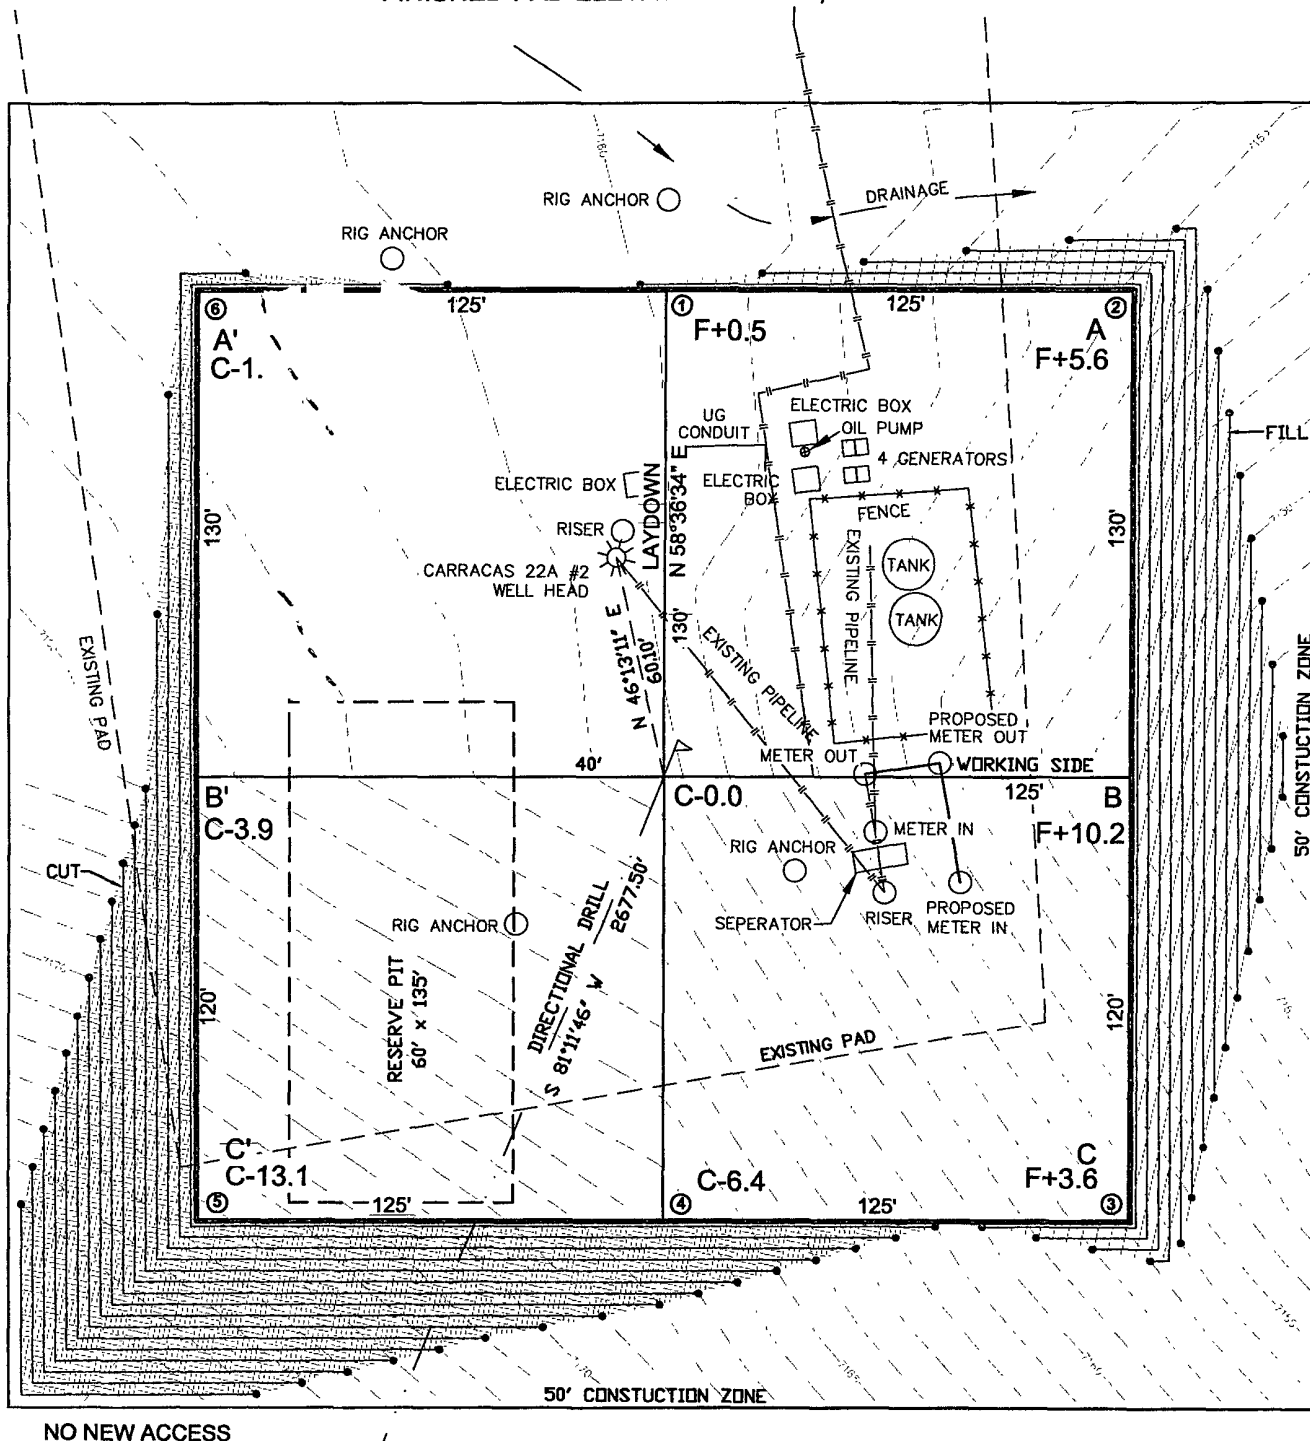 DRAINAGE
RIG ANCHOR
RIG ANCHOR
⑥
125'
①
125'
②
A'
C-1.
F+0.5
A
F+5.6
ELECTRIC BOX
OIL PUMP
UG
CONDUIT
4 GENERATORS
FILL
ELECTRIC BOX
ELECTRIC
BOX
FENCE
LAYDOWN
N 58°36'34" E
130'
130'
RISER
TANK
TANK
CARRACAS 22A #2
WELL HEAD
EXISTING PIPELINE
N 46°13'11" E
60.10'
130'
EXISTING PIPELINE
EXISTING PAD
50' CONSTUCTION ZONE
PROPOSED
METER OUT
METER OUT
WORKING SIDE
40'
125'
B'
C-3.9
C-0.0
B
F+10.2
METER IN
RIG ANCHOR
CUT
SEPERATOR
RISER
PROPOSED
METER IN
RIG ANCHOR
DIRECTIONAL DRILL
2677.50'
S 81°11'46" W
RESERVE PIT
60' x 135'
120'
120'
EXISTING PAD
C'
C-13.1
C-6.4
C
F+3.6
⑤
125'
④
125'
③
50' CONSTUCTION ZONE
NO NEW ACCESS